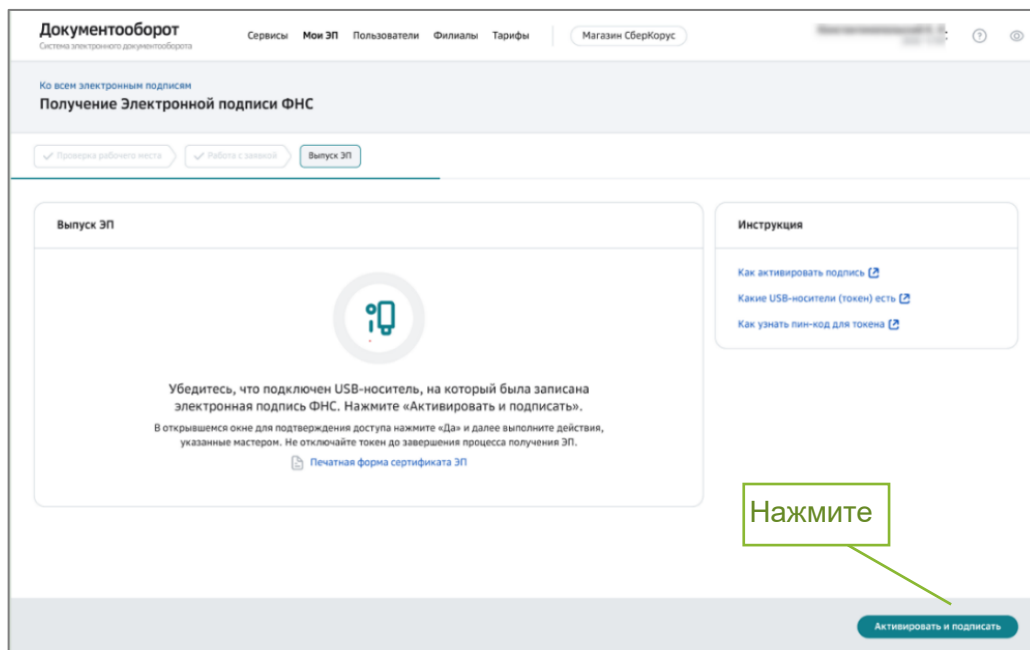 Документооборот
Система электронного документооборота
Сервисы Мои ЭП Пользователи Филиалы Тарифы Магазин СберКорус
Ко всем электронным подписям
Получение Электронной подписи ФНС
Проверка рабочего места Работа с заявкой Выпуск ЭП
Выпуск ЭП
Убедитесь, что подключен USB-носитель, на который была записана
электронная подпись ФНС. Нажмите «Активировать и подписать».
В открывшемся окне для подтверждения доступа нажмите «Да» и далее выполните действия,
указанные мастером. Не отключайте токен до завершения процесса получения ЭП.
Печатная форма сертификата ЭП
Инструкция
Как активировать подпись
Какие USB-носители (токен) есть
Как узнать пин-код для токена
Нажмите
Активировать и подписать